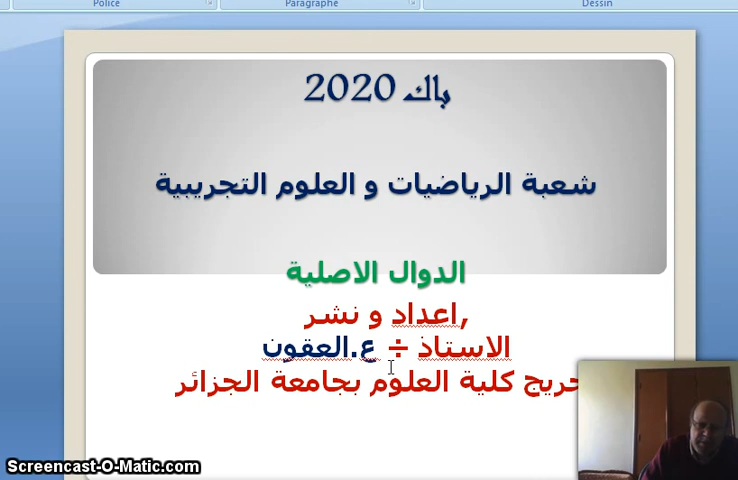 Police Paragraphe Dessin
باك 2020
شعبة الرياضيات و العلوم التجريبية
الدوال الاصلية
,اعداد و نشر
الاستاذ ÷ ع.العقون
خريج كلية العلوم بجامعة الجزائر
Screencast-O-Matic.com